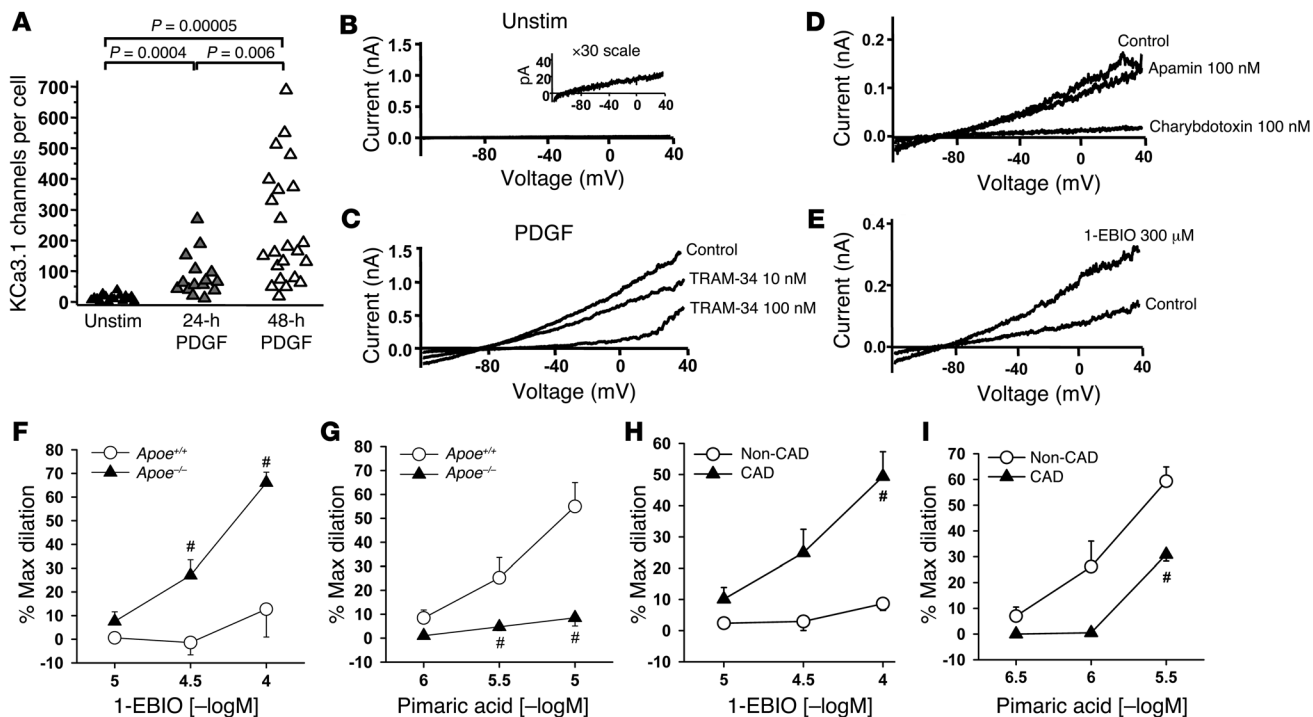 A
P = 0.00005
P = 0.0004
P = 0.006
KCa3.1 channels per cell
700
600
500
400
300
200
100
0
Unstim
24-h
PDGF
48-h
PDGF
B
Unstim
Current (nA)
1.5
1.0
0.5
0.0
×30 scale
pA
40
20
0
-80
-40
0
40
-80
-40
0
40
Voltage (mV)
C
PDGF
Current (nA)
1.5
1.0
0.5
0.0
Control
TRAM-34 10 nM
TRAM-34 100 nM
-80
-40
0
40
Voltage (mV)
D
Current (nA)
0.2
0.1
0.0
Control
Apamin 100 nM
Charybdotoxin 100 nM
-80
-40
0
40
Voltage (mV)
E
Current (nA)
0.4
0.2
0.0
1-EBIO 300 μM
Control
-80
-40
0
40
Voltage (mV)
F
Apoe+/+
Apoe–/–
% Max dilation
80
70
60
50
40
30
20
10
0
-10
#
#
5
4.5
4
1-EBIO [–logM]
G
Apoe+/+
Apoe–/–
% Max dilation
80
70
60
50
40
30
20
10
0
-10
#
#
6
5.5
5
Pimaric acid [–logM]
H
Non-CAD
CAD
% Max dilation
60
50
40
30
20
10
0
-10
#
5
4.5
4
1-EBIO [–logM]
I
Non-CAD
CAD
% Max dilation
70
60
50
40
30
20
10
0
-10
#
6.5
6
5.5
Pimaric acid [–logM]